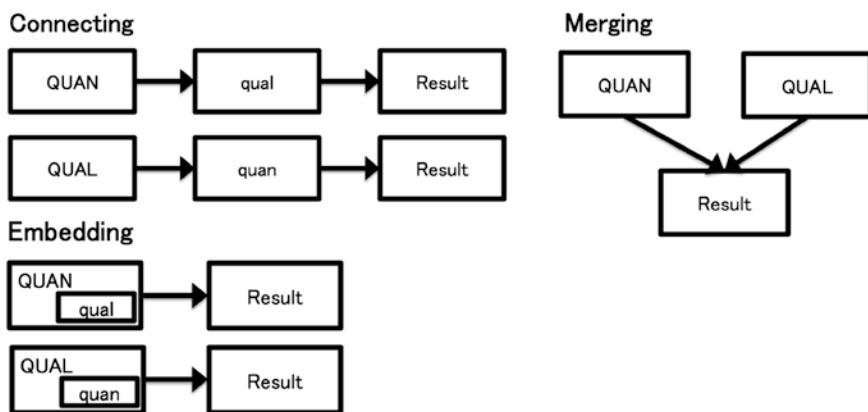 Connecting
QUAN
qual
Result
QUAL
quan
Result
Merging
QUAN
QUAL
Result
Embedding
QUAN
qual
Result
QUAL
quan
Result